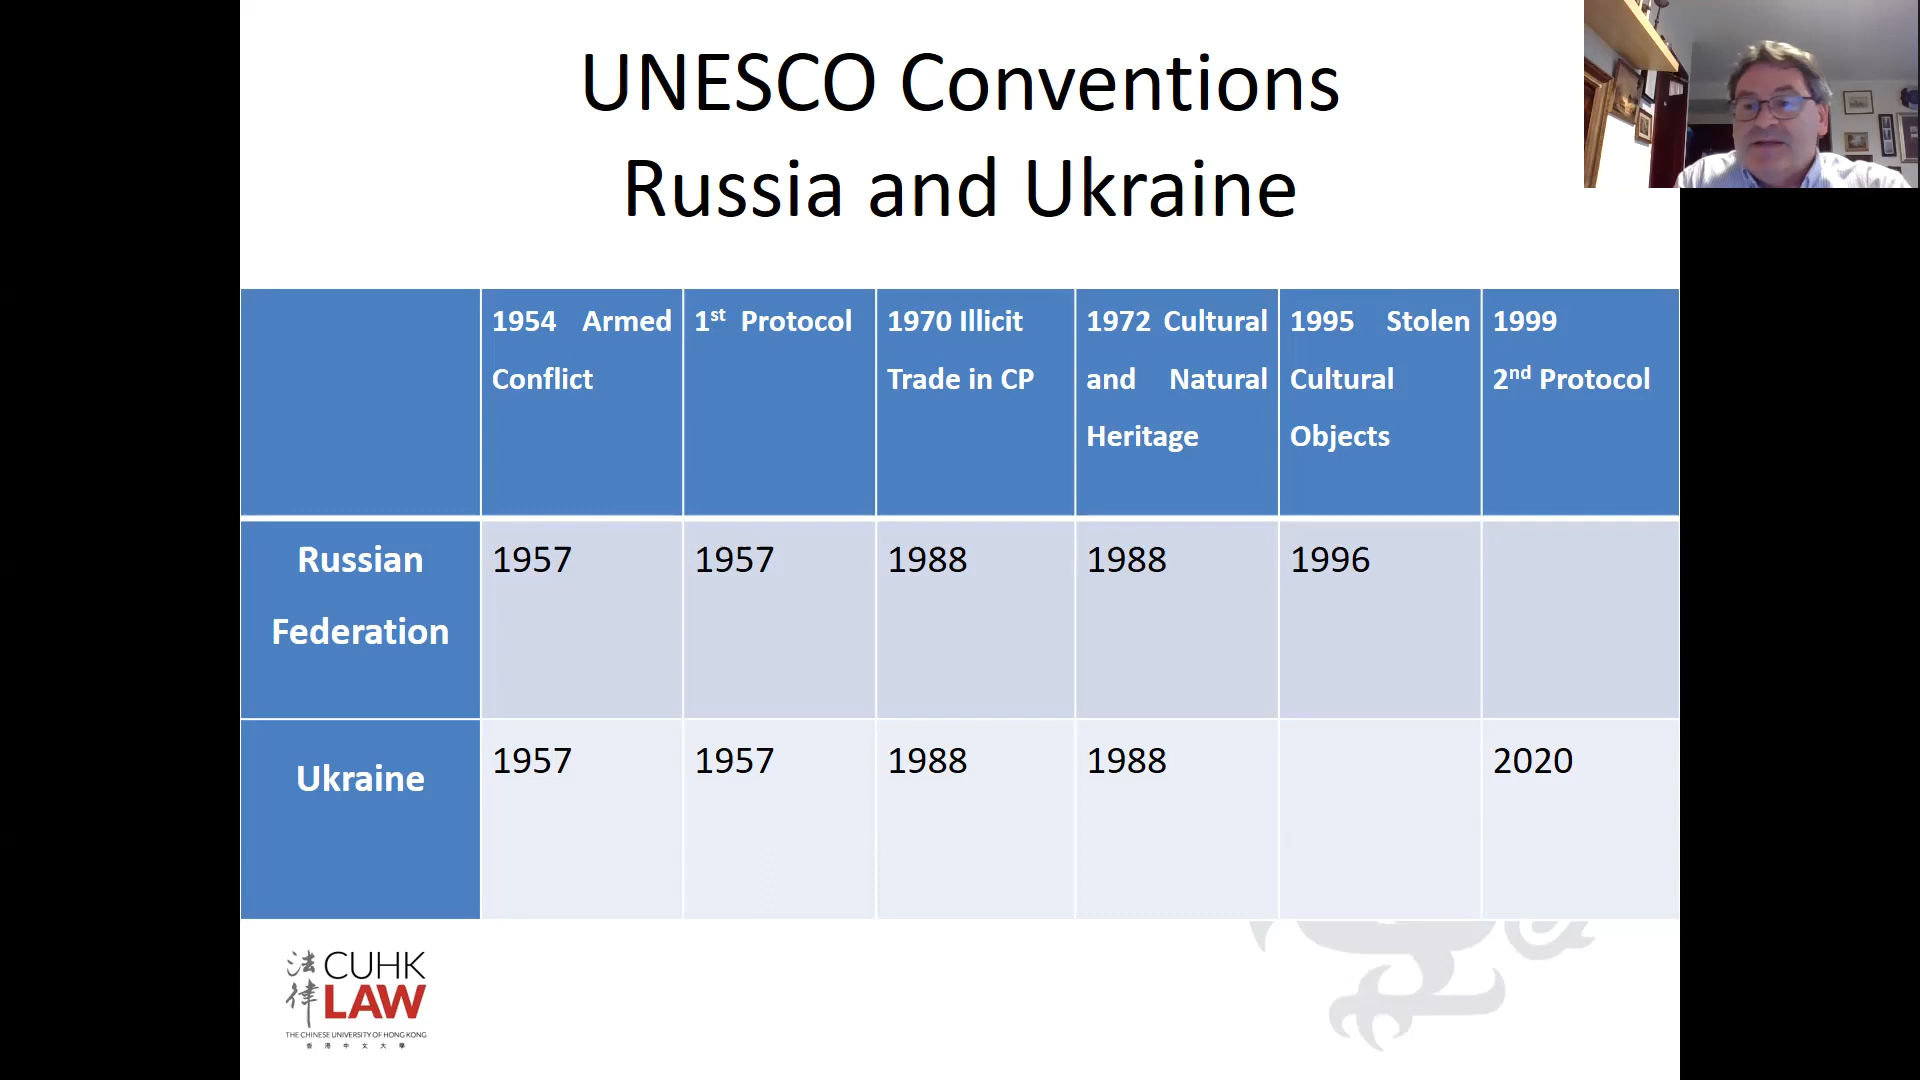 UNESCO Conventions
Russia and Ukraine
1954 Armed Conflict
1st Protocol
1970 Illicit Trade in CP
1972 Cultural and Natural Heritage
1995 Stolen Cultural Objects
1999 2nd Protocol
Russian Federation
1957
1957
1988
1988
1996
Ukraine
1957
1957
1988
1988
2020
法律
CUHK
LAW
THE CHINESE UNIVERSITY OF HONG KONG
香港中文大學